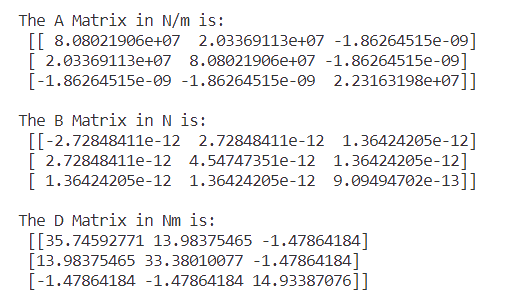 The A Matrix in N/m is:
[[ 8.08021906e+07 2.03369113e+07 -1.86264515e-09]
[ 2.03369113e+07 8.08021906e+07 -1.86264515e-09]
[-1.86264515e-09 -1.86264515e-09 2.23163198e+07]]
The B Matrix in N is:
[[-2.72848411e-12 2.72848411e-12 1.36424205e-12]
[ 2.72848411e-12 4.54747351e-12 1.36424205e-12]
[ 1.36424205e-12 1.36424205e-12 9.09494702e-13]]
The D Matrix in Nm is:
[[35.74592771 13.98375465 -1.47864184]
[13.98375465 33.38010077 -1.47864184]
[-1.47864184 -1.47864184 14.93387076]]